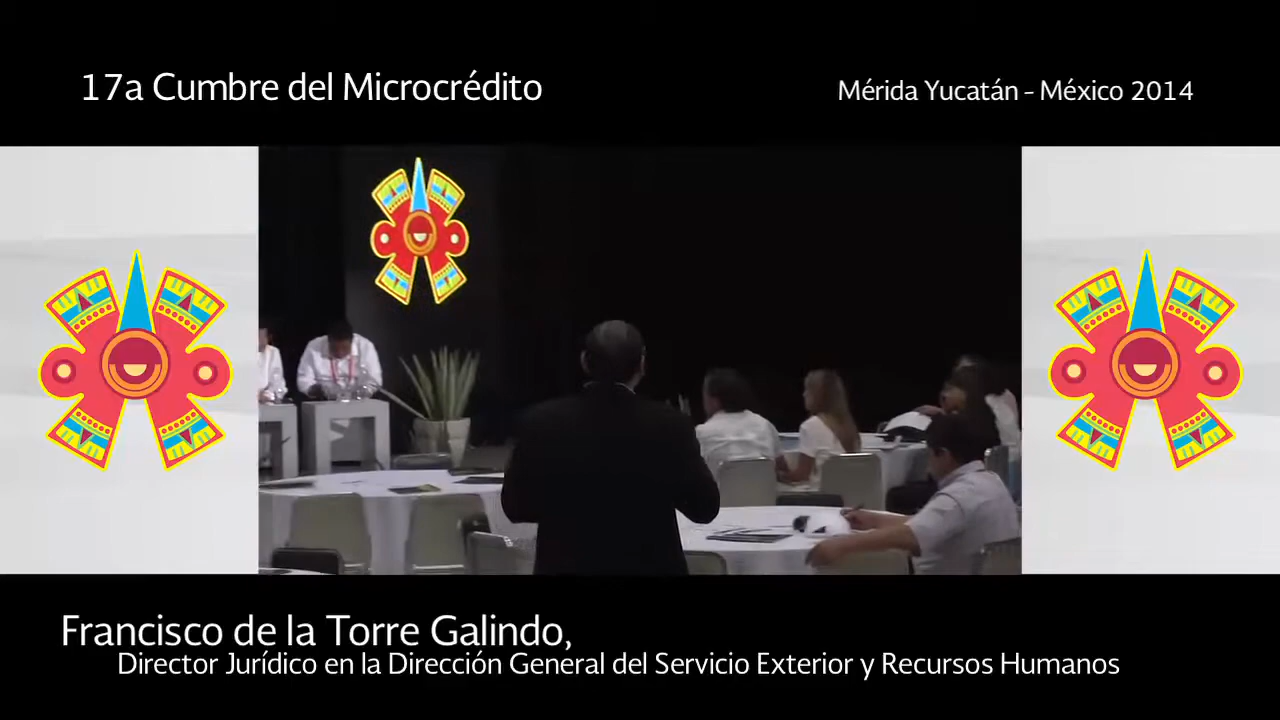 17a Cumbre del Microcrédito
Mérida Yucatán - México 2014
Francisco de la Torre Galindo,
Director Jurídico en la Dirección General del Servicio Exterior y Recursos Humanos